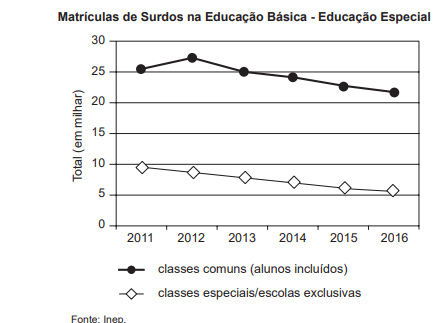 Matrículas de Surdos na Educação Básica - Educação Especial
Total (em milhar)
30
25
20
15
10
5
0
2011 2012 2013 2014 2015 2016
classes comuns (alunos incluídos)
classes especiais/escolas exclusivas
Fonte: Inep.